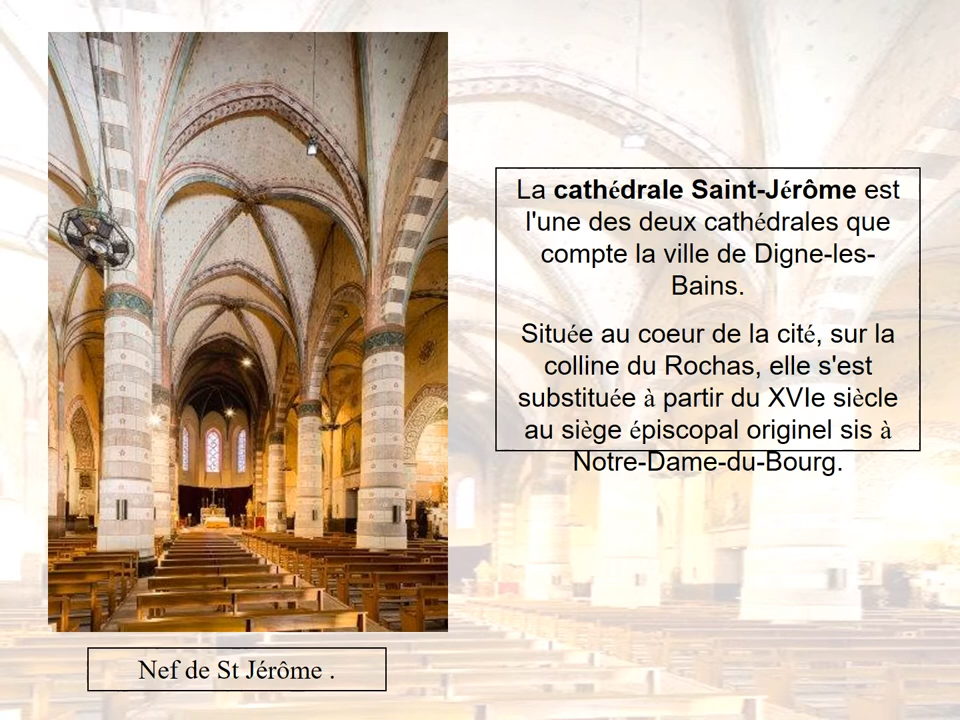 La cathédrale Saint-Jérôme est
l'une des deux cathédrales que
compte la ville de Digne-les-
Bains.
Située au coeur de la cité, sur la
colline du Rochas, elle s'est
substituée à partir du XVIe siècle
au siège épiscopal originel sis à
Notre-Dame-du-Bourg.
Nef de St Jérôme .